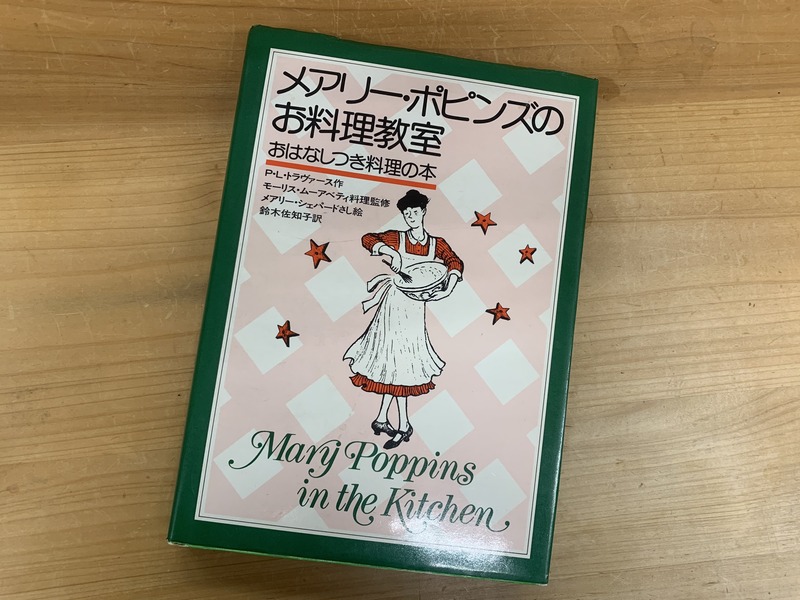 メアリー・ポピンズの
お料理教室
おはなしつき料理の本
P・L・トラヴァース作
モーリス・ムーアベティ料理監修
メアリー・シェパードさし絵
鈴木佐知子訳
Mary Poppins
in the Kitchen